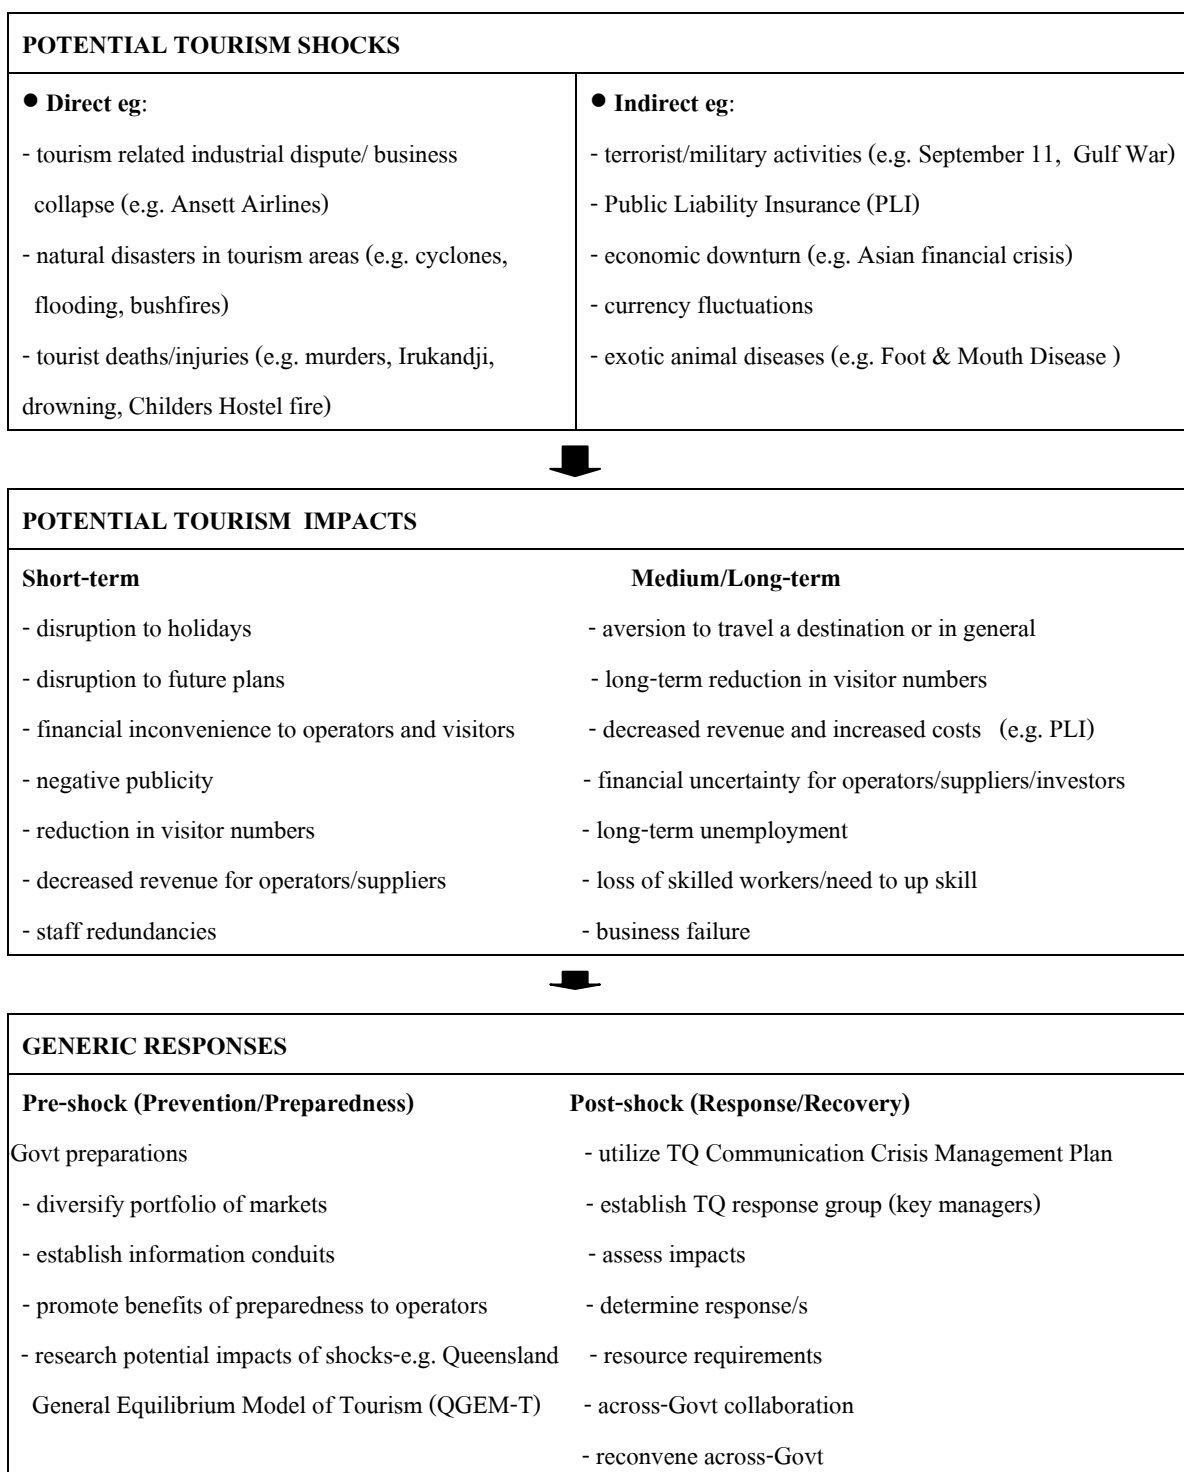 POTENTIAL TOURISM SHOCKS
● Direct eg:
- tourism related industrial dispute/ business
collapse (e.g. Ansett Airlines)
- natural disasters in tourism areas (e.g. cyclones,
flooding, bushfires)
- tourist deaths/injuries (e.g. murders, Irukandji,
drowning, Childers Hostel fire)
● Indirect eg:
- terrorist/military activities (e.g. September 11, Gulf War)
- Public Liability Insurance (PLI)
- economic downturn (e.g. Asian financial crisis)
- currency fluctuations
- exotic animal diseases (e.g. Foot & Mouth Disease )
POTENTIAL TOURISM IMPACTS
Short-term
- disruption to holidays
- disruption to future plans
- financial inconvenience to operators and visitors
- negative publicity
- reduction in visitor numbers
- decreased revenue for operators/suppliers
- staff redundancies
Medium/Long-term
- aversion to travel a destination or in general
- long-term reduction in visitor numbers
- decreased revenue and increased costs (e.g. PLI)
- financial uncertainty for operators/suppliers/investors
- long-term unemployment
- loss of skilled workers/need to up skill
- business failure
GENERIC RESPONSES
Pre-shock (Prevention/Preparedness)
Govt preparations
- diversify portfolio of markets
- establish information conduits
- promote benefits of preparedness to operators
- research potential impacts of shocks-e.g. Queensland
General Equilibrium Model of Tourism (QGEM-T)
Post-shock (Response/Recovery)
- utilize TQ Communication Crisis Management Plan
- establish TQ response group (key managers)
- assess impacts
- determine response/s
- resource requirements
- across-Govt collaboration
- reconvene across-Govt